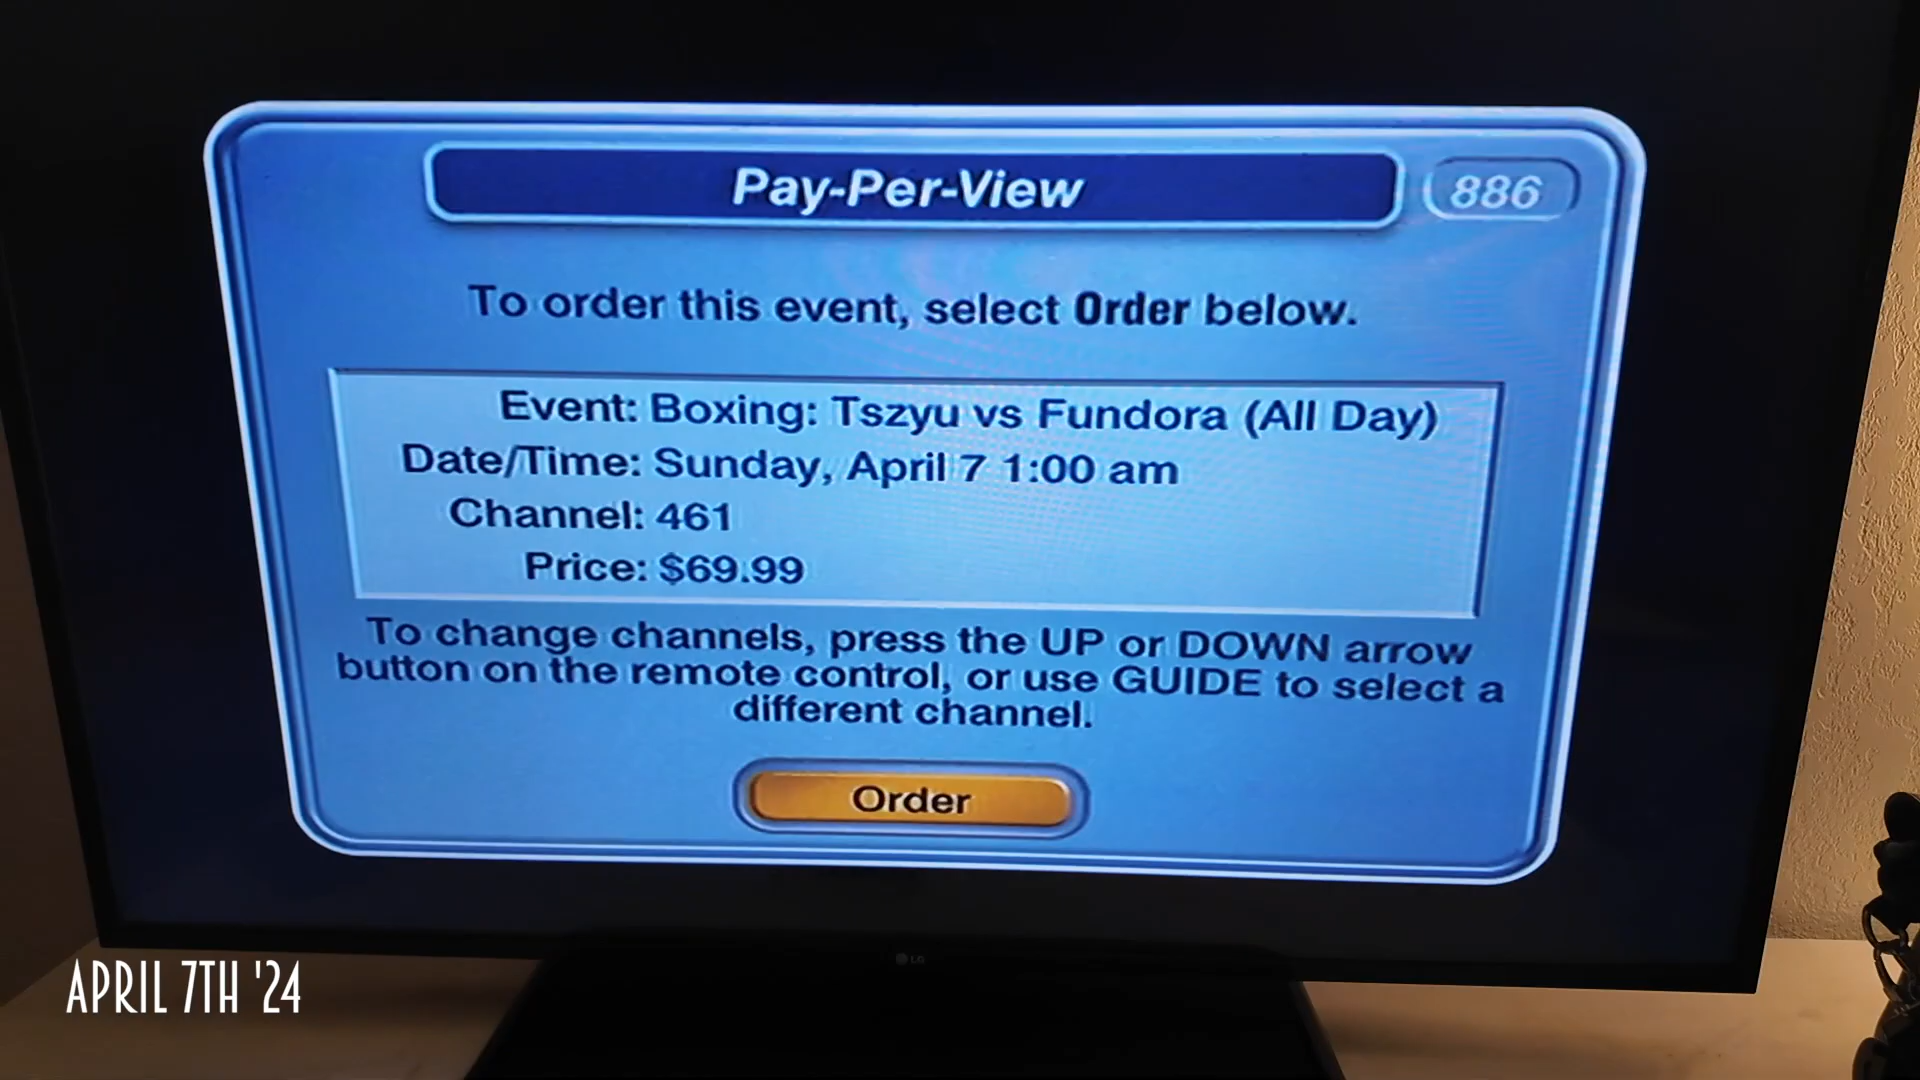 Pay-Per-View
886
To order this event, select Order below.
Event: Boxing: Tszyu vs Fundora (All Day)
Date/Time: Sunday, April 7 1:00 am
Channel: 461
Price: $69.99
To change channels, press the UP or DOWN arrow
button on the remote control, or use GUIDE to select a
different channel.
Order
LG
APRIL 7TH '24